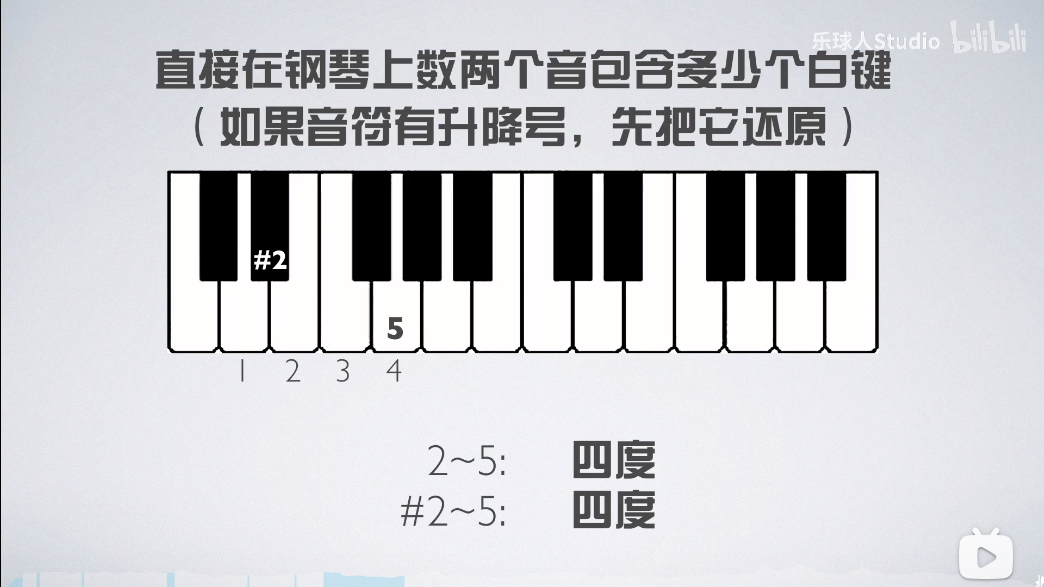 乐球人Studio bilibili
直接在钢琴上数两个音包含多少个白键
（如果音符有升降号，先把它还原）
#2
5
1 2 3 4
2~5: 四度
#2~5: 四度